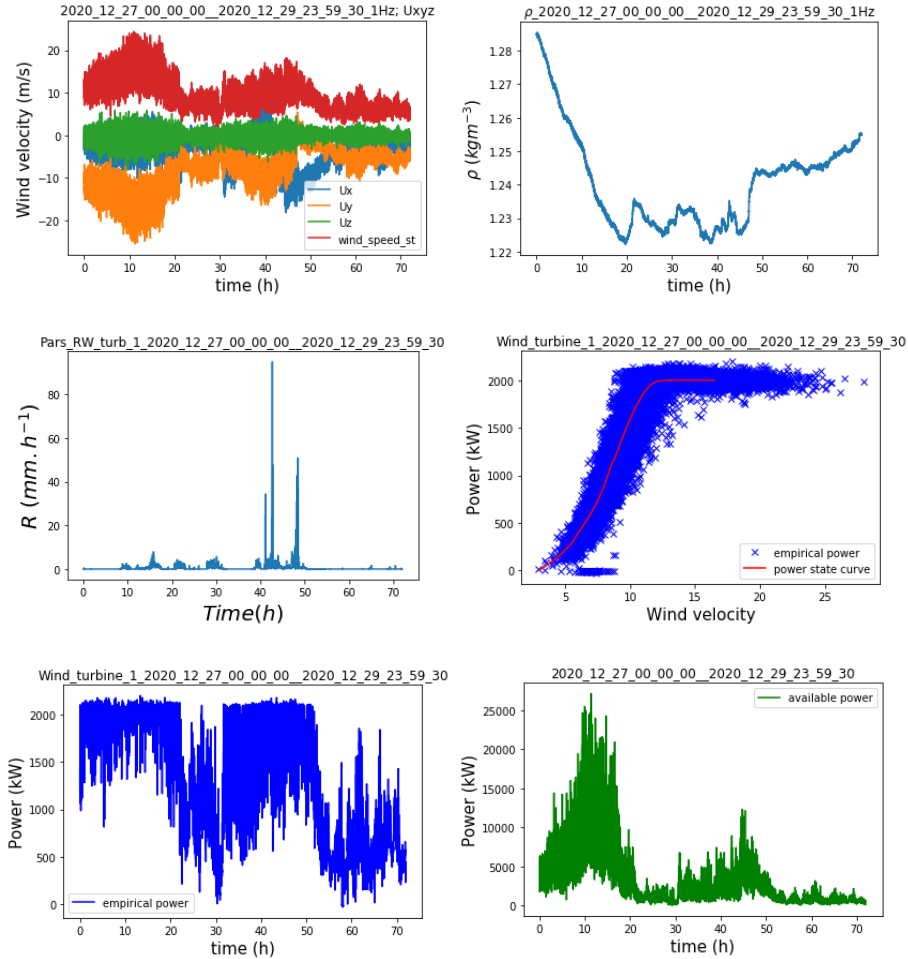 2020_12_27_00_00_00__2020_12_29_23_59_30_1Hz; Uxyz
Wind velocity (m/s)
20
10
0
−10
−20
Ux
Uy
Uz
wind_speed_st
0 10 20 30 40 50 60 70
time (h)
ρ_2020_12_27_00_00_00__2020_12_29_23_59_30_1Hz
ρ (kgm⁻³)
1.28
1.27
1.26
1.25
1.24
1.23
1.22
0 10 20 30 40 50 60 70
time (h)
Pars_RW_turb_1_2020_12_27_00_00_00__2020_12_29_23_59_30
R (mm.h⁻¹)
80
60
40
20
0
0 10 20 30 40 50 60 70
Time(h)
Wind_turbine_1_2020_12_27_00_00_00__2020_12_29_23_59_30
Power (kW)
2000
1500
1000
500
0
empirical power
power state curve
5 10 15 20 25
Wind velocity
Wind_turbine_1_2020_12_27_00_00_00__2020_12_29_23_59_30
Power (kW)
2000
1500
1000
500
0
empirical power
0 10 20 30 40 50 60 70
time (h)
2020_12_27_00_00_00__2020_12_29_23_59_30
available power
Power (kW)
25000
20000
15000
10000
5000
0
0 10 20 30 40 50 60 70
time (h)